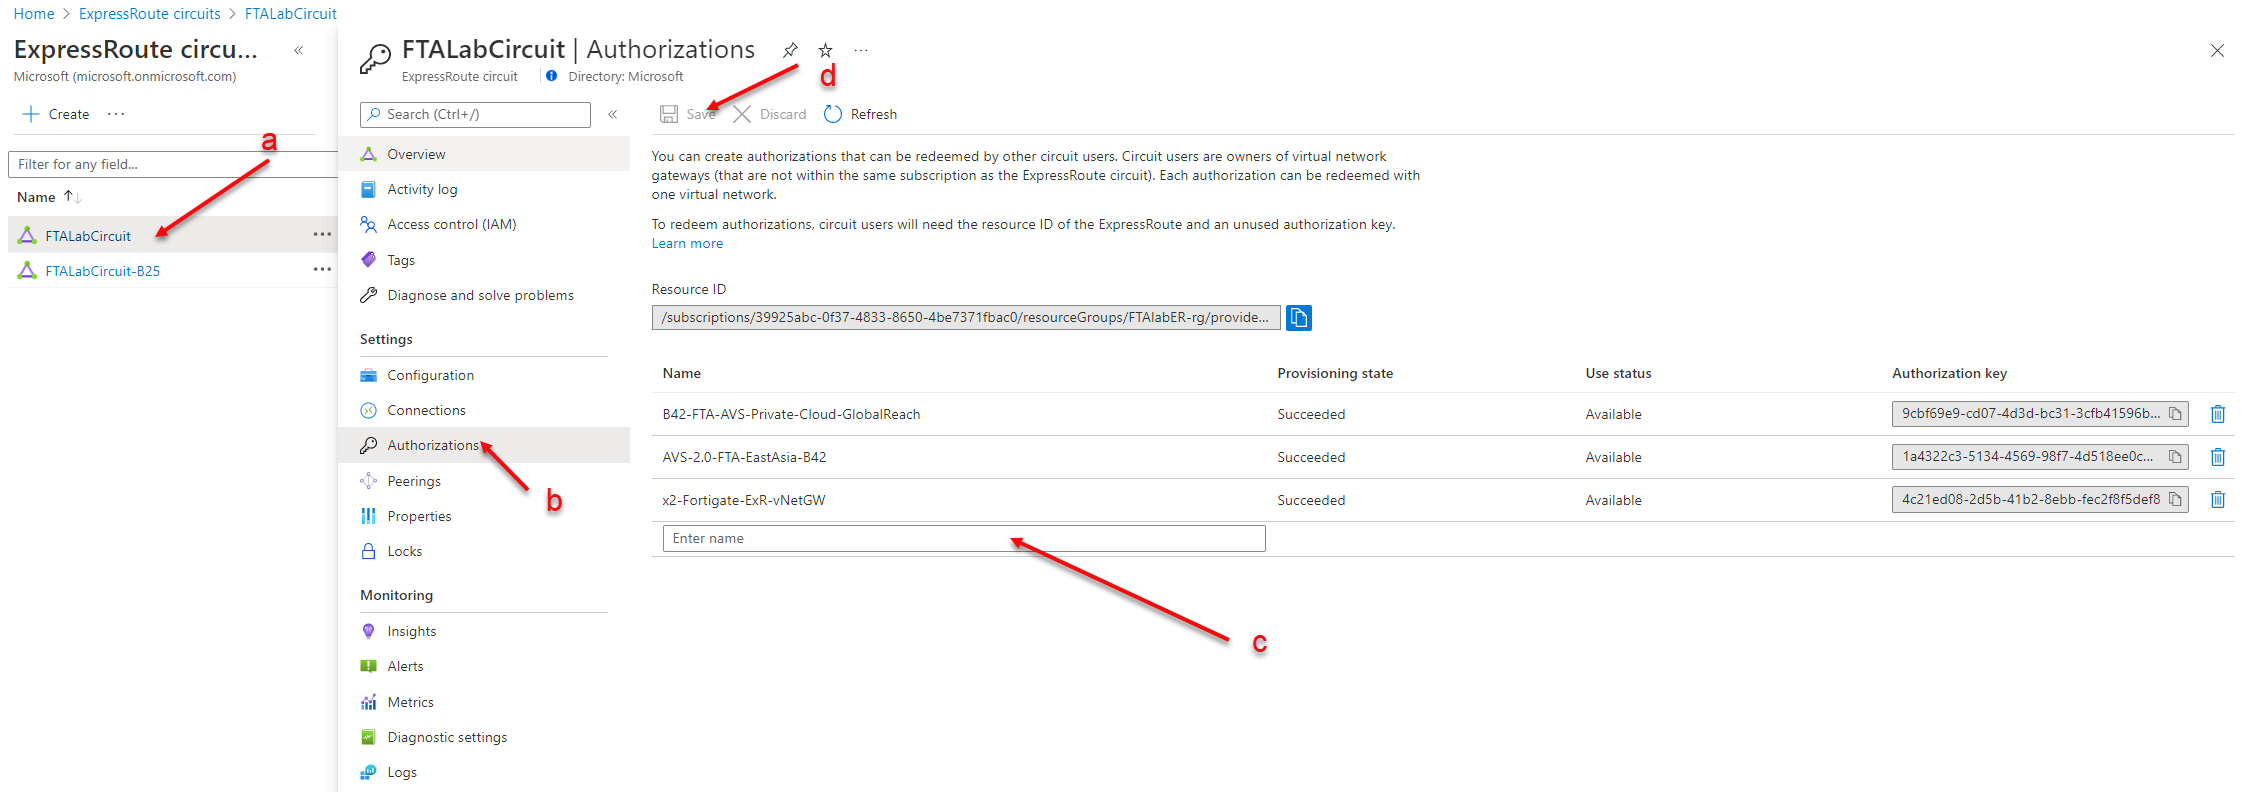 Home > ExpressRoute circuits > FTALabCircuit
ExpressRoute circu... «
Microsoft (microsoft.onmicrosoft.com)
+ Create ...
a
Filter for any field...
Name ↑↓
FTALabCircuit ...
FTALabCircuit-B25 ...
FTALabCircuit | Authorizations ...
ExpressRoute circuit Directory: Microsoft
d
Search (Ctrl+/) «
Overview
Activity log
Access control (IAM)
Tags
Diagnose and solve problems
Settings
Configuration
Connections
Authorizations
b
Peerings
Properties
Locks
Monitoring
Insights
Alerts
Metrics
Diagnostic settings
Logs
Save Discard Refresh
You can create authorizations that can be redeemed by other circuit users. Circuit users are owners of virtual network
gateways (that are not within the same subscription as the ExpressRoute circuit). Each authorization can be redeemed with
one virtual network.
To redeem authorizations, circuit users will need the resource ID of the ExpressRoute and an unused authorization key.
Learn more
Resource ID
/subscriptions/39925abc-0f37-4833-8650-4be7371fbac0/resourceGroups/FTAlabER-rg/provide...
Name Provisioning state Use status Authorization key
B42-FTA-AVS-Private-Cloud-GlobalReach Succeeded Available 9cbf69e9-cd07-4d3d-bc31-3cfb41596b...
AVS-2.0-FTA-EastAsia-B42 Succeeded Available 1a4322c3-5134-4569-98f7-4d518ee0c...
x2-Fortigate-ExR-vNetGW Succeeded Available 4c21ed08-2d5b-41b2-8ebb-fec2f8f5def8
Enter name
c